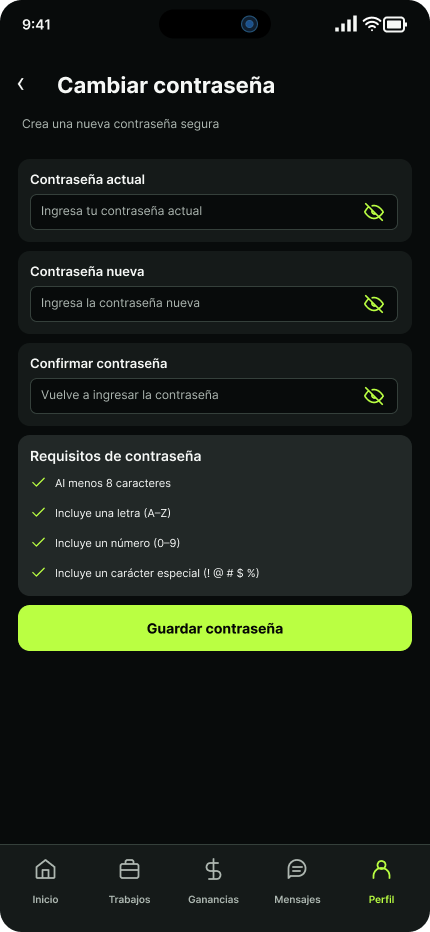 9:41
Cambiar contraseña
Crea una nueva contraseña segura
Contraseña actual
Ingresa tu contraseña actual
Contraseña nueva
Ingresa la contraseña nueva
Confirmar contraseña
Vuelve a ingresar la contraseña
Requisitos de contraseña
Al menos 8 caracteres
Incluye una letra (A–Z)
Incluye un número (0–9)
Incluye un carácter especial (! @ # $ %)
Guardar contraseña
Inicio
Trabajos
Ganancias
Mensajes
Perfil